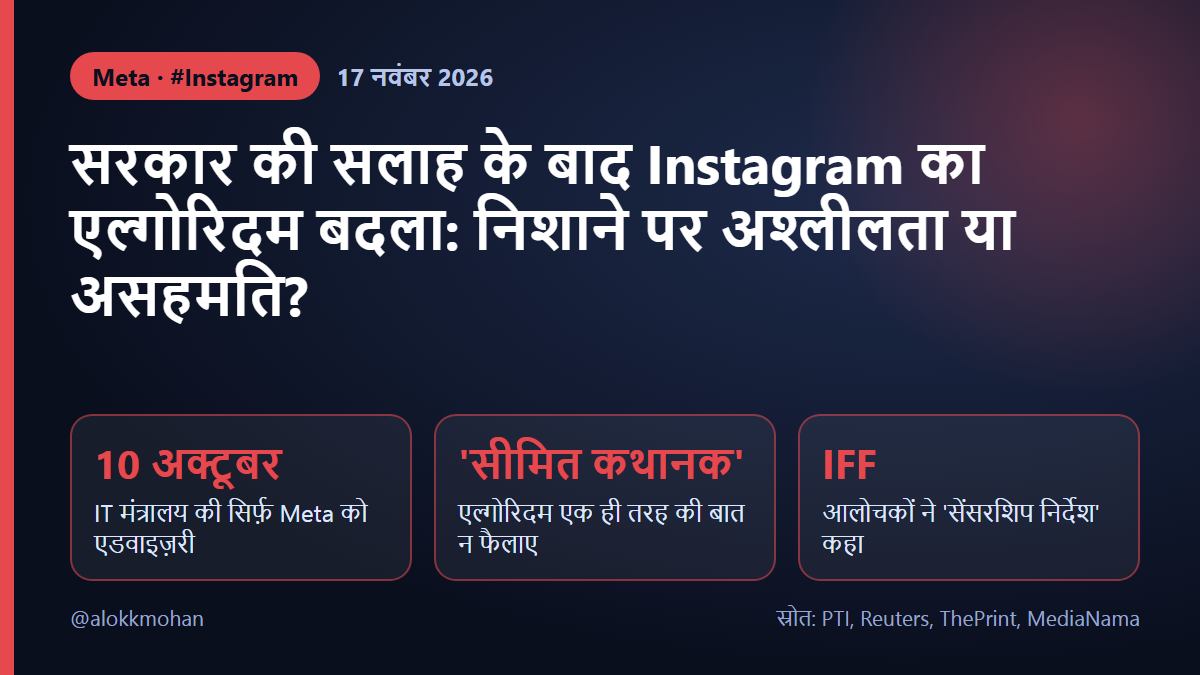 Meta · #Instagram
17 नवंबर 2026
सरकार की सलाह के बाद Instagram का
एल्गोरिदम बदला: निशाने पर अश्लीलता या
असहमति?
10 अक्टूबर
IT मंत्रालय की सिर्फ़ Meta को
एडवाइज़री
'सीमित कथानक'
एल्गोरिदम एक ही तरह की बात
न फैलाए
IFF
आलोचकों ने 'सेंसरशिप निर्देश'
कहा
@alokkmohan
स्रोत: PTI, Reuters, ThePrint, MediaNama